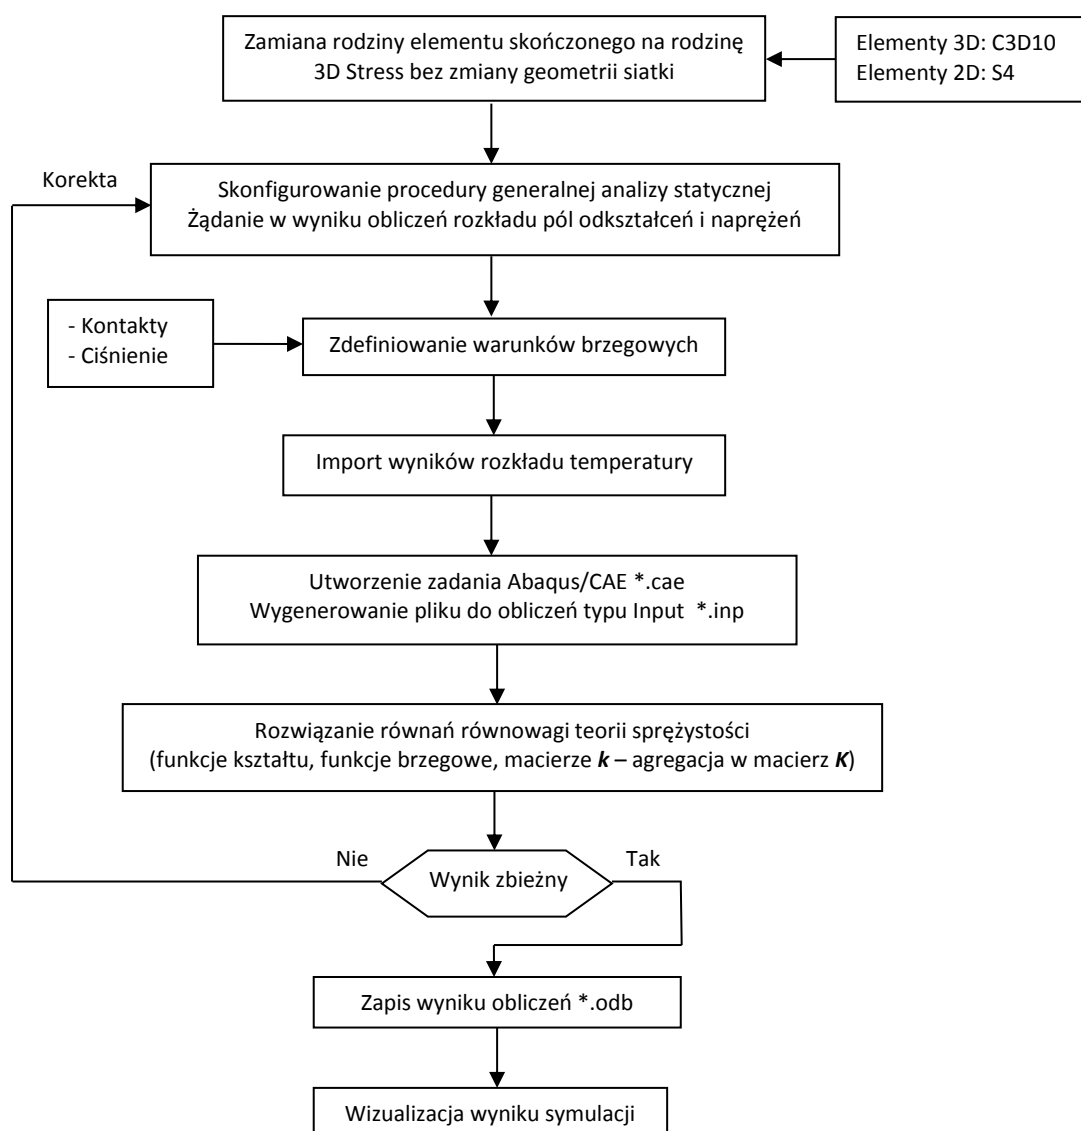 Zamiana rodziny elementu skończonego na rodzinę
3D Stress bez zmiany geometrii siatki
Elementy 3D: C3D10
Elementy 2D: S4
Korekta
Skonfigurowanie procedury generalnej analizy statycznej
Żądanie w wyniku obliczeń rozkładu pól odkształceń i naprężeń
- Kontakty
- Ciśnienie
Zdefiniowanie warunków brzegowych
Import wyników rozkładu temperatury
Utworzenie zadania Abaqus/CAE *.cae
Wygenerowanie pliku do obliczeń typu Input *.inp
Rozwiązanie równań równowagi teorii sprężystości
(funkcje kształtu, funkcje brzegowe, macierze k – agregacja w macierz K)
Nie
Tak
Wynik zbieżny
Zapis wyniku obliczeń *.odb
Wizualizacja wyniku symulacji